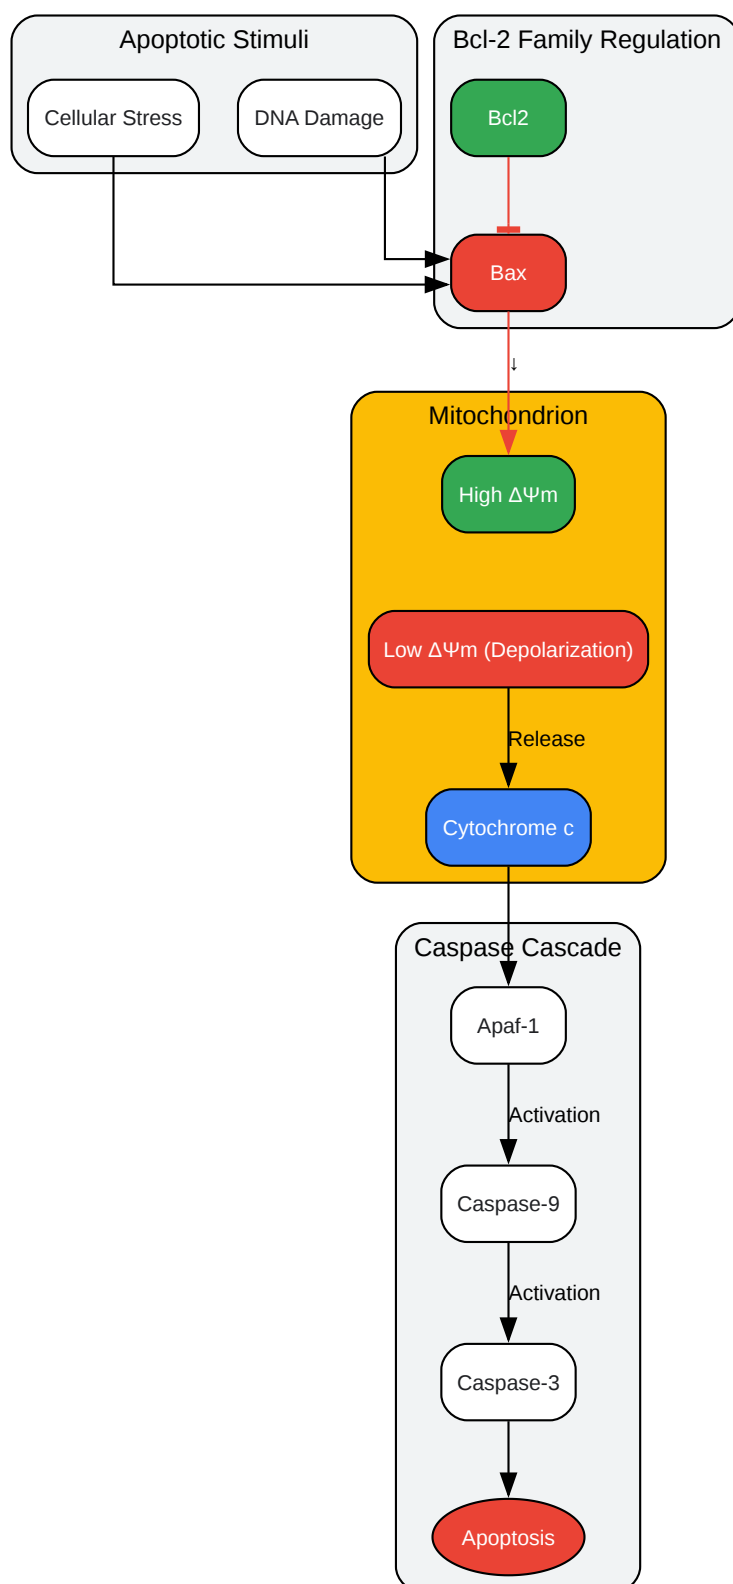 Apoptotic Stimuli
Cellular Stress
DNA Damage
Bcl-2 Family Regulation
Bcl2
Bax
↓
Mitochondrion
High ΔΨm
Low ΔΨm (Depolarization)
Release
Cytochrome c
Caspase Cascade
Apaf-1
Activation
Caspase-9
Activation
Caspase-3
Apoptosis